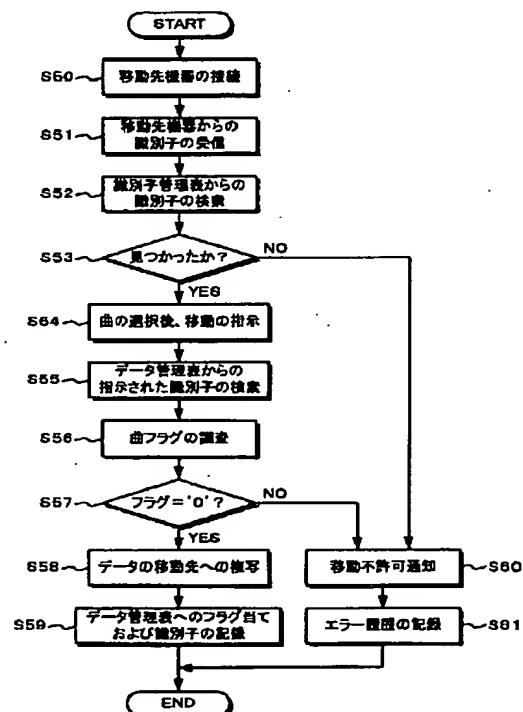 START
S50 移動先機器の接続
S51 移動先機器からの
識別子の受信
S52 識別子管理表からの
識別子の検索
S53 見つかったか？ NO
YES
S54 曲の選択後、移動の指示
S55 データ管理表からの
指示された識別子の検索
S56 曲フラグの調査
S57 フラグ='0'？ NO
YES
S58 データの移動先への複写
移動不許可通知 S60
S59 データ管理表へのフラグ当て
および識別子の記録
エラー履歴の記録 S61
END